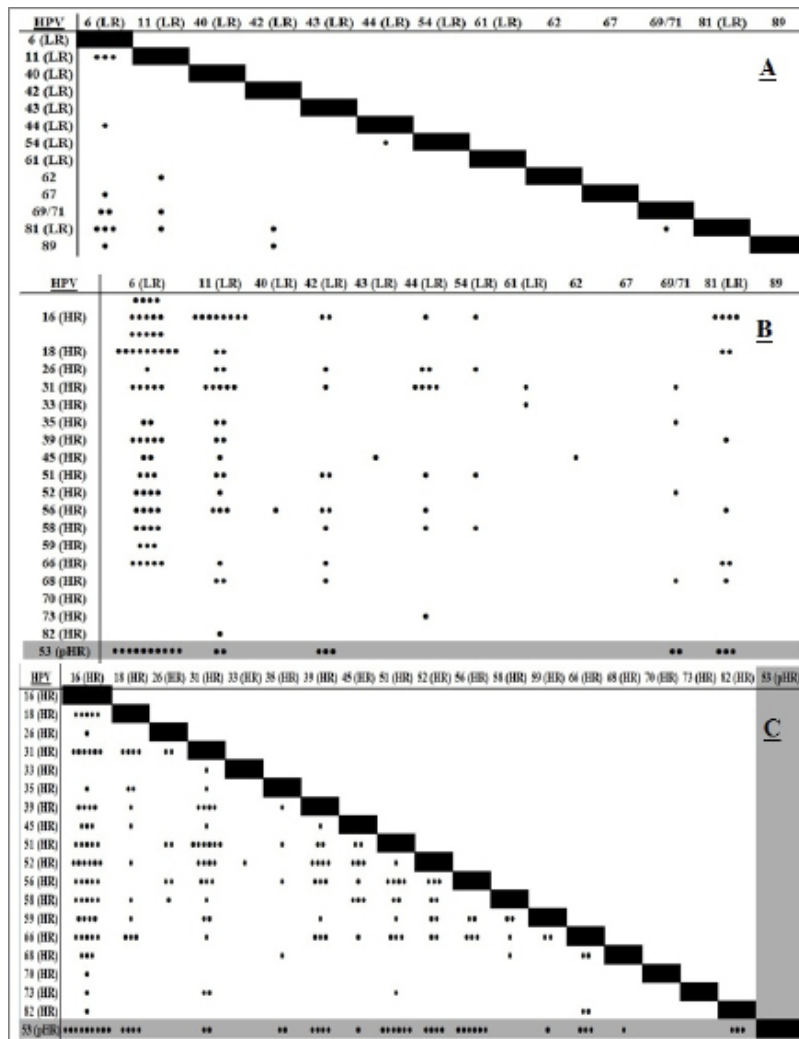 HPV 6 (LR) 11 (LR) 40 (LR) 42 (LR) 43 (LR) 44 (LR) 54 (LR) 61 (LR) 62 67 69/71 81 (LR) 89
6 (LR)
A
11 (LR)
40 (LR)
42 (LR)
43 (LR)
44 (LR)
54 (LR)
61 (LR)
62
67
69/71
81 (LR)
89
HPV 6 (LR) 11 (LR) 40 (LR) 42 (LR) 43 (LR) 44 (LR) 54 (LR) 61 (LR) 62 67 69/71 81 (LR) 89
16 (HR)
B
18 (HR)
26 (HR)
31 (HR)
33 (HR)
35 (HR)
39 (HR)
45 (HR)
51 (HR)
52 (HR)
56 (HR)
58 (HR)
59 (HR)
66 (HR)
68 (HR)
70 (HR)
73 (HR)
82 (HR)
53 (pHR)
HPV 16 (HR) 18 (HR) 26 (HR) 31 (HR) 33 (HR) 35 (HR) 39 (HR) 45 (HR) 51 (HR) 52 (HR) 56 (HR) 58 (HR) 59 (HR) 66 (HR) 68 (HR) 70 (HR) 73 (HR) 82 (HR) 53 (pHR)
16 (HR)
18 (HR)
C
26 (HR)
31 (HR)
33 (HR)
35 (HR)
39 (HR)
45 (HR)
51 (HR)
52 (HR)
56 (HR)
58 (HR)
59 (HR)
66 (HR)
68 (HR)
70 (HR)
73 (HR)
82 (HR)
53 (pHR)